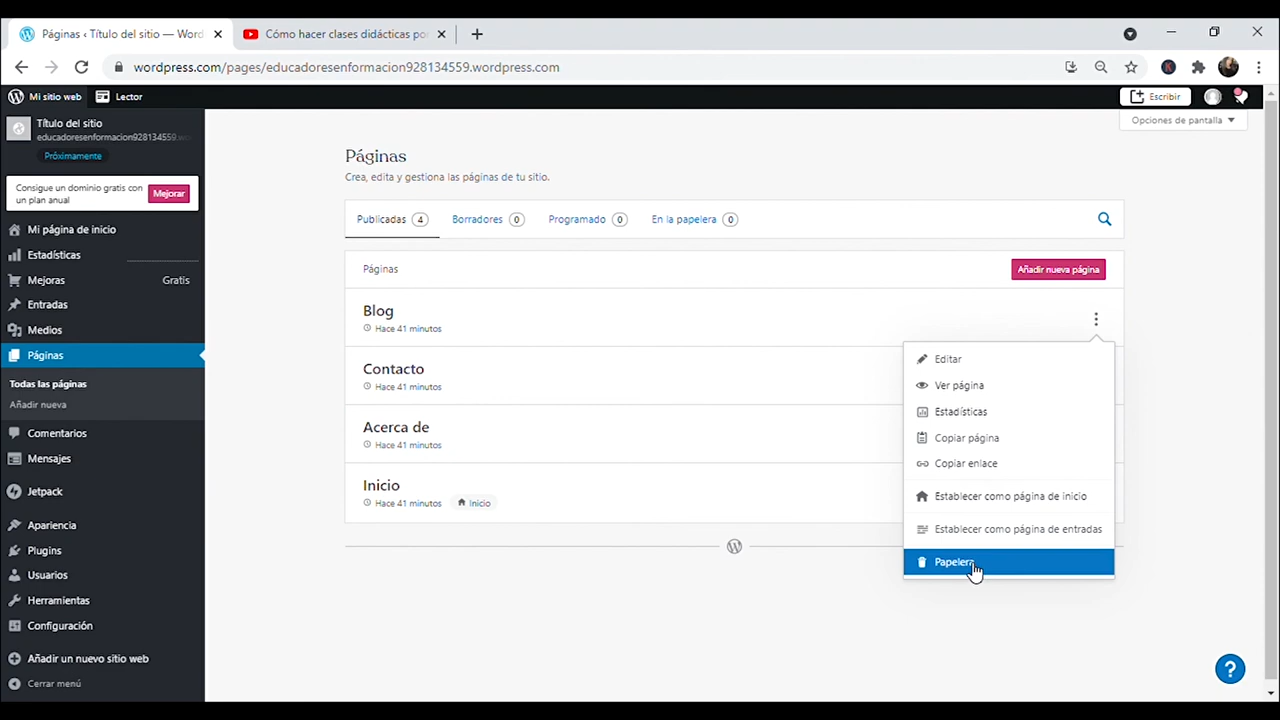 Páginas ‹ Título del sitio — Word
Cómo hacer clases didácticas po
wordpress.com/pages/educadoresenformacion928134559.wordpress.com
Mi sitio web
Lector
Escribir
Título del sitio
educadoresenformacion928134559.w
Próximamente
Consigue un dominio gratis con
un plan anual
Mejorar
Mi página de inicio
Estadísticas
Mejoras
Gratis
Entradas
Medios
Páginas
Todas las páginas
Añadir nueva
Comentarios
Mensajes
Jetpack
Apariencia
Plugins
Usuarios
Herramientas
Configuración
Añadir un nuevo sitio web
Cerrar menú
Opciones de pantalla
Páginas
Crea, edita y gestiona las páginas de tu sitio.
Publicadas 4
Borradores 0
Programado 0
En la papelera 0
Páginas
Añadir nueva página
Blog
Hace 41 minutos
Contacto
Hace 41 minutos
Acerca de
Hace 41 minutos
Inicio
Hace 41 minutos
Inicio
Editar
Ver página
Estadísticas
Copiar página
Copiar enlace
Establecer como página de inicio
Establecer como página de entradas
Papelera
?